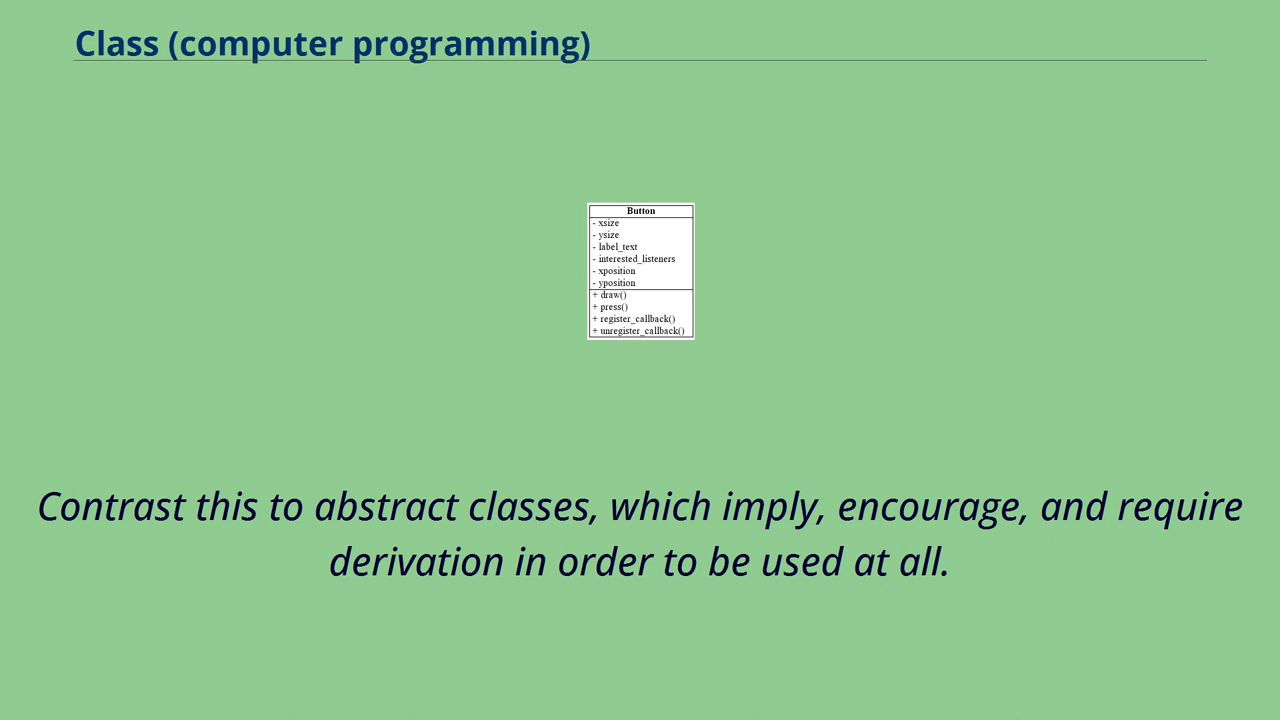 Class (computer programming)
Button
- xsize
- ysize
- label_text
- interested_listeners
- xposition
- yposition
+ draw()
+ press()
+ register_callback()
+ unregister_callback()
Contrast this to abstract classes, which imply, encourage, and require
derivation in order to be used at all.